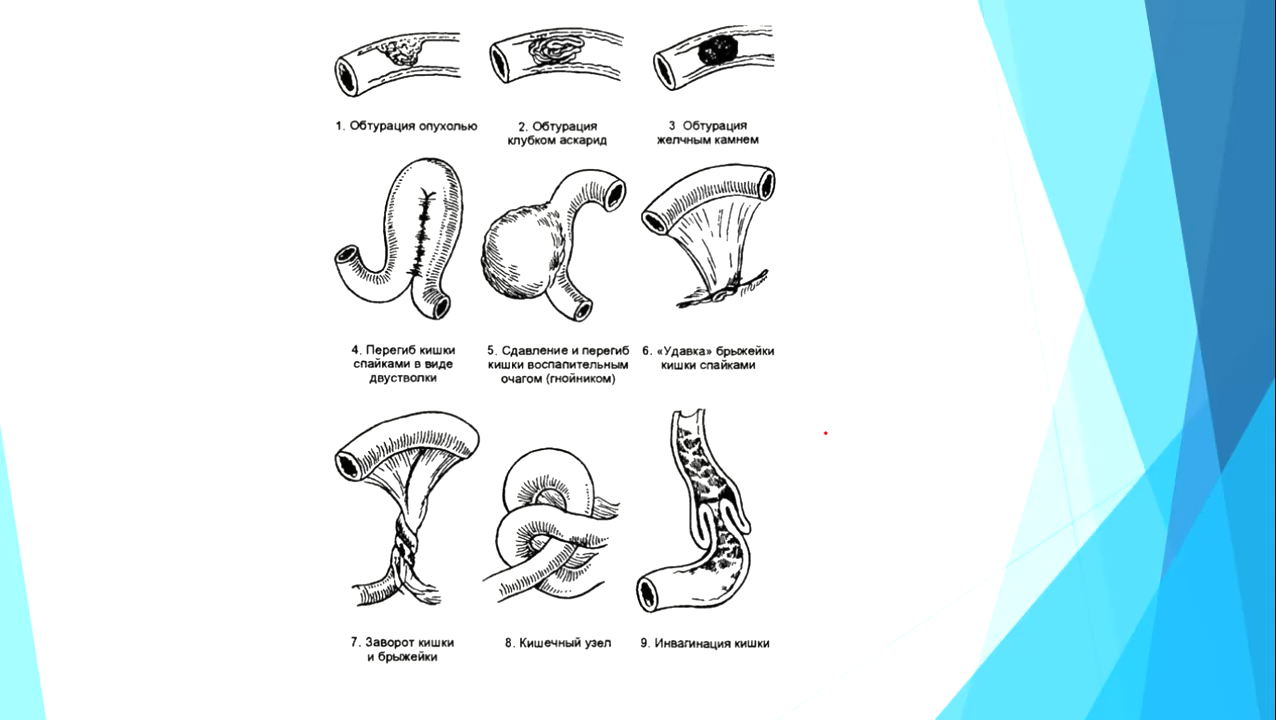 1. Обтурация опухолью
2. Обтурация
клубком аскарид
3 Обтурация
желчным камнем
4. Перегиб кишки
спайками в виде
двустволки
5. Сдавление и перегиб
кишки воспапительным
очагом (гнойником)
6. «Удавка» брыжейки
кишки спайками
7. Заворот кишки
и брыжейки
8. Кишечный узел
9. Инвагинация кишки